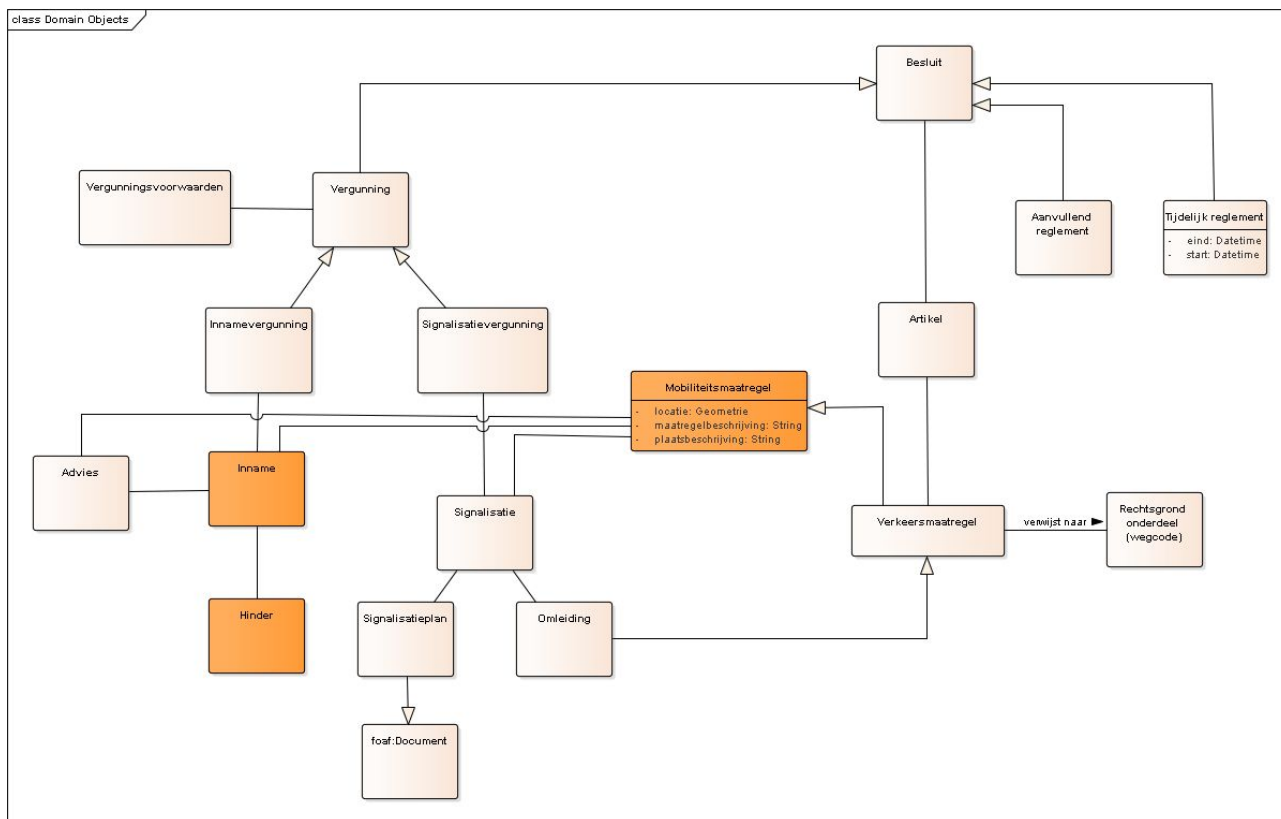 class Domain Objects
Besluit
Vergunningsvoorwaarden
Vergunning
Aanvullend
reglement
Tijdelijk reglement
- eind: Datetime
- start: Datetime
Innamevergunning
Signalisatievergunning
Artikel
Mobiliteitsmaatregel
- locatie: Geometrie
- maatregelbeschrijving: String
- plaatsbeschrijving: String
Advies
Inname
Signalisatie
Verkeersmaatregel
verwijst naar
Rechtsgrond
onderdeel
(wegcode)
Hinder
Signalisatieplan
Omleiding
foaf:Document